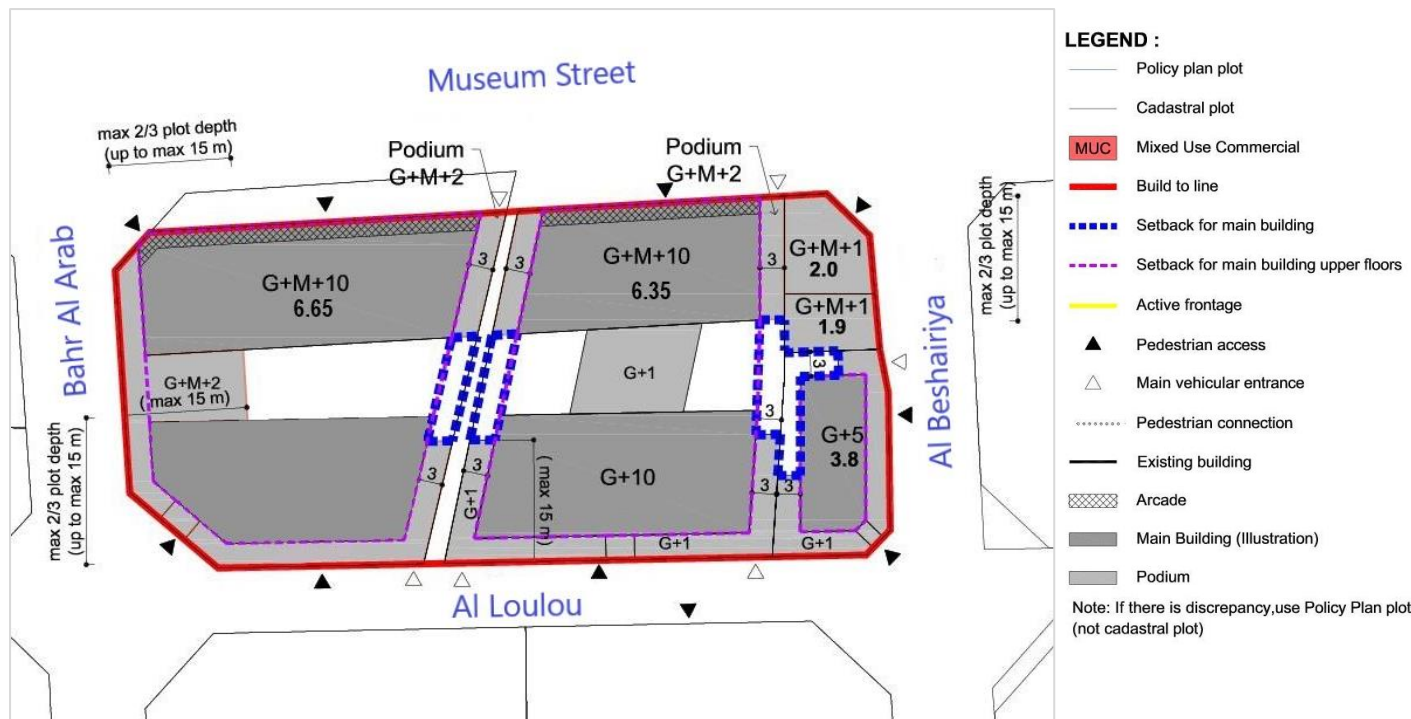 Museum Street
max 2/3 plot depth
(up to max 15 m)
Podium
G+M+2
Podium
G+M+2
max 2/3 plot depth
(up to max 15 m)
Bahr Al Arab
Al Beshairiya
G+M+10
6.65
3
3
G+M+10
6.35
3
G+M+1
2.0
G+M+1
1.9
3
G+M+2
( max 15 m)
G+1
3
max 2/3 plot depth
(up to max 15 m)
3
3
G+1
( max 15 m)
G+10
3
3
G+5
3.8
G+1
G+1
Al Loulou
LEGEND :
Policy plan plot
Cadastral plot
MUC
Mixed Use Commercial
Build to line
Setback for main building
Setback for main building upper floors
Active frontage
Pedestrian access
Main vehicular entrance
Pedestrian connection
Existing building
Arcade
Main Building (Illustration)
Podium
Note: If there is discrepancy,use Policy Plan plot
(not cadastral plot)